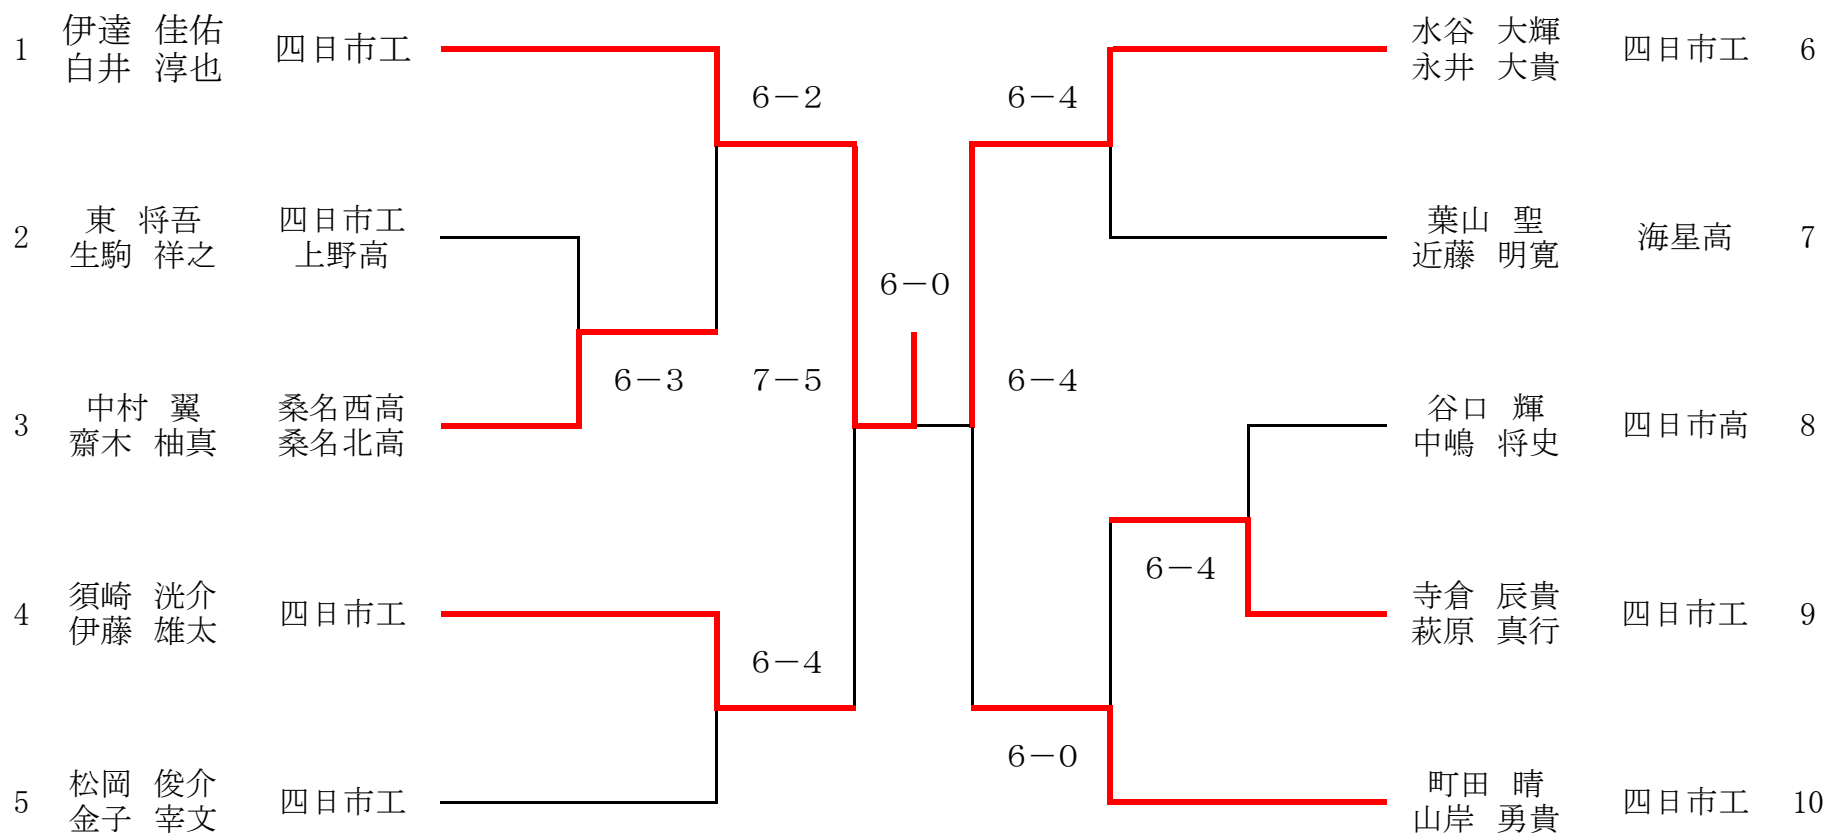 1
伊達 佳佑
白井 淳也
四日市工
2
東 将吾
生駒 祥之
四日市工
上野高
3
中村 翼
齋木 柚真
桑名西高
桑名北高
4
須崎 洸介
伊藤 雄太
四日市工
5
松岡 俊介
金子 宰文
四日市工
6－2
6－3
7－5
6－4
6－0
6－4
6－4
6－4
6－0
水谷 大輝
永井 大貴
四日市工
6
葉山 聖
近藤 明寛
海星高
7
谷口 輝
中嶋 将史
四日市高
8
寺倉 辰貴
萩原 真行
四日市工
9
町田 晴
山岸 勇貴
四日市工
10